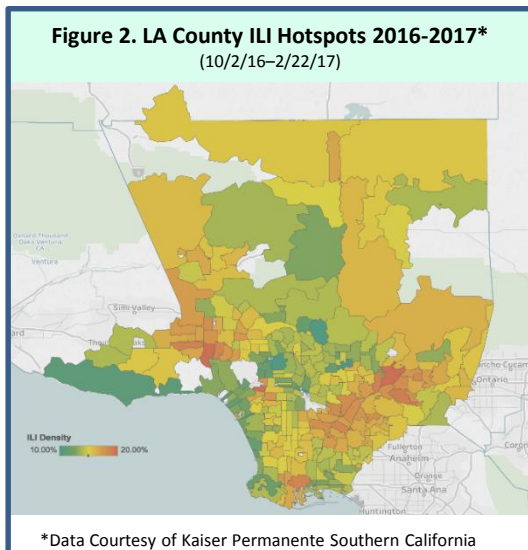 Figure 2. LA County ILI Hotspots 2016-2017*
(10/2/16–2/22/17)
Oxnard Thousand
Oaks Ventura,
CA
Ventura
Simi Valley
Ontario
Fullerton
Anaheim
Orange
Santa Ana
Huntington
ILI Density
10.00% 20.00%
*Data Courtesy of Kaiser Permanente Southern California